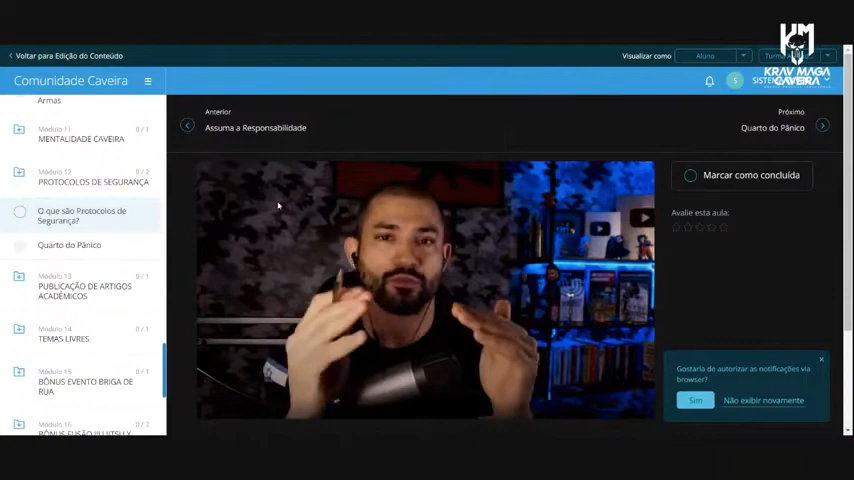 Voltar para Edição do Conteúdo
Visualizar como
Aluno
KM
KRAV MAGA
CAVEIRA
Comunidade Caveira
Armas
Módulo 11
0 / 1
MENTALIDADE CAVEIRA
Módulo 12
0 / 2
PROTOCOLOS DE SEGURANÇA
O que são Protocolos de
Segurança?
Quarto do Pânico
Módulo 13
0 / 1
PUBLICAÇÃO DE ARTIGOS
ACADÊMICOS
Módulo 14
0 / 1
TEMAS LIVRES
Módulo 15
0 / 1
BÔNUS EVENTO BRIGA DE
RUA
Módulo 16
0 / 2
Anterior
Assuma a Responsabilidade
Próximo
Quarto do Pânico
Marcar como concluída
Avalie esta aula:
Gostaria de autorizar as notificações via
browser?
Sim
Não exibir novamente